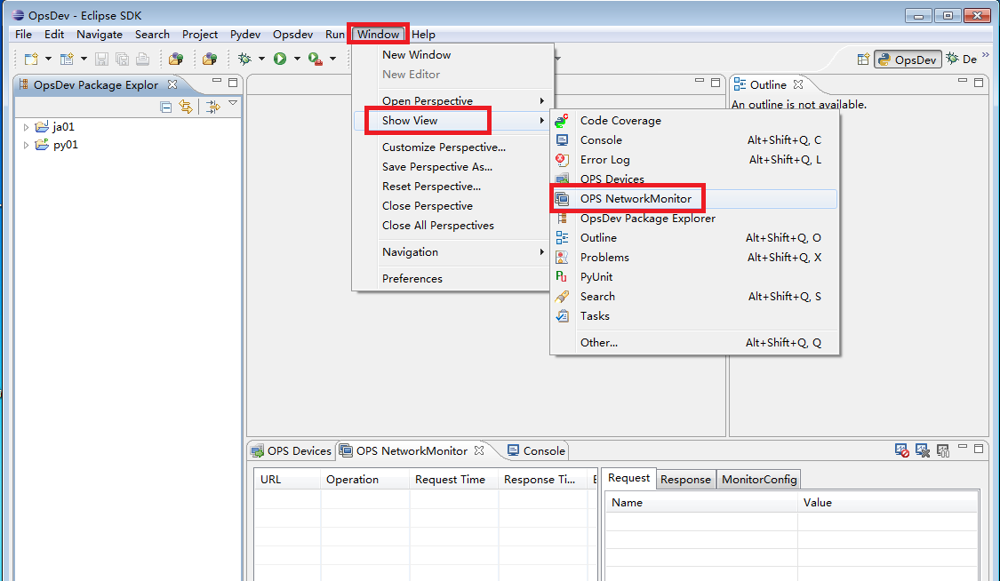 OpsDev - Eclipse SDK
File Edit Navigate Search Project Pydev Opsdev Run Window Help
OpsDev De »
OpsDev Package Explor
ja01
py01
New Window
New Editor
Open Perspective
Show View
Customize Perspective...
Save Perspective As...
Reset Perspective...
Close Perspective
Close All Perspectives
Navigation
Preferences
Code Coverage
Console Alt+Shift+Q, C
Error Log Alt+Shift+Q, L
OPS Devices
OPS NetworkMonitor
OpsDev Package Explorer
Outline Alt+Shift+Q, O
Problems Alt+Shift+Q, X
PyUnit
Search Alt+Shift+Q, S
Tasks
Other... Alt+Shift+Q, Q
Outline
An outline is not available.
OPS Devices OPS NetworkMonitor Console
URL Operation Request Time Response Ti...
Request Response MonitorConfig
Name Value